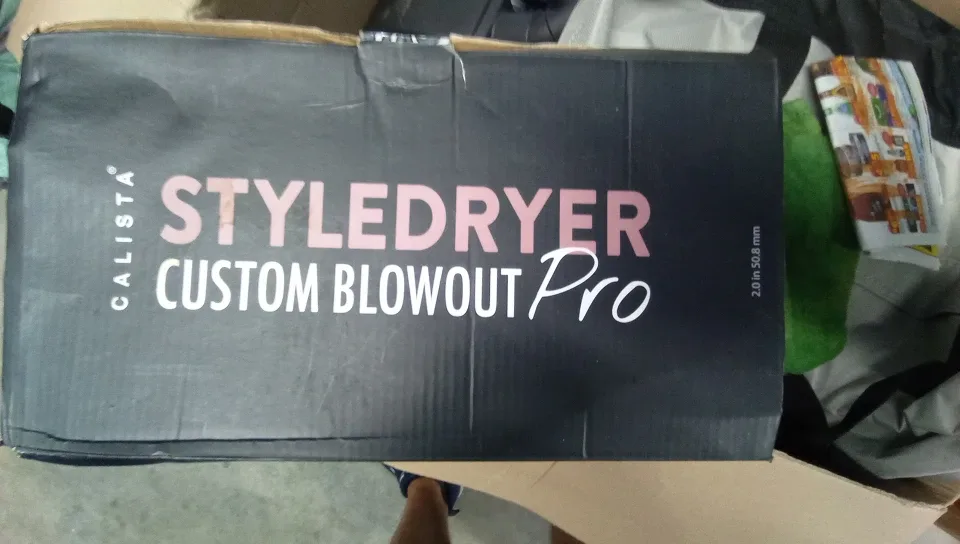 CALISTA®
STYLEDRYER
CUSTOM BLOWOUT Pro
2.0 in 50.8 mm